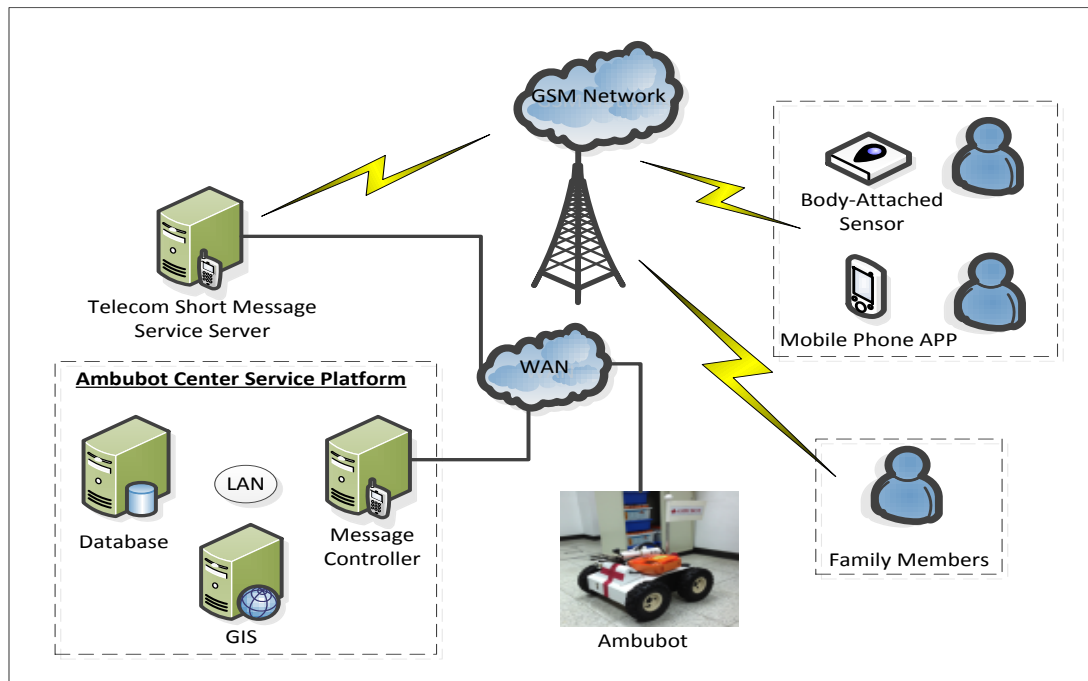 GSM Network
Body-Attached
Sensor
Mobile Phone APP
Telecom Short Message
Service Server
WAN
Ambubot Center Service Platform
LAN
Database
Message
Controller
GIS
Ambubot
Family Members